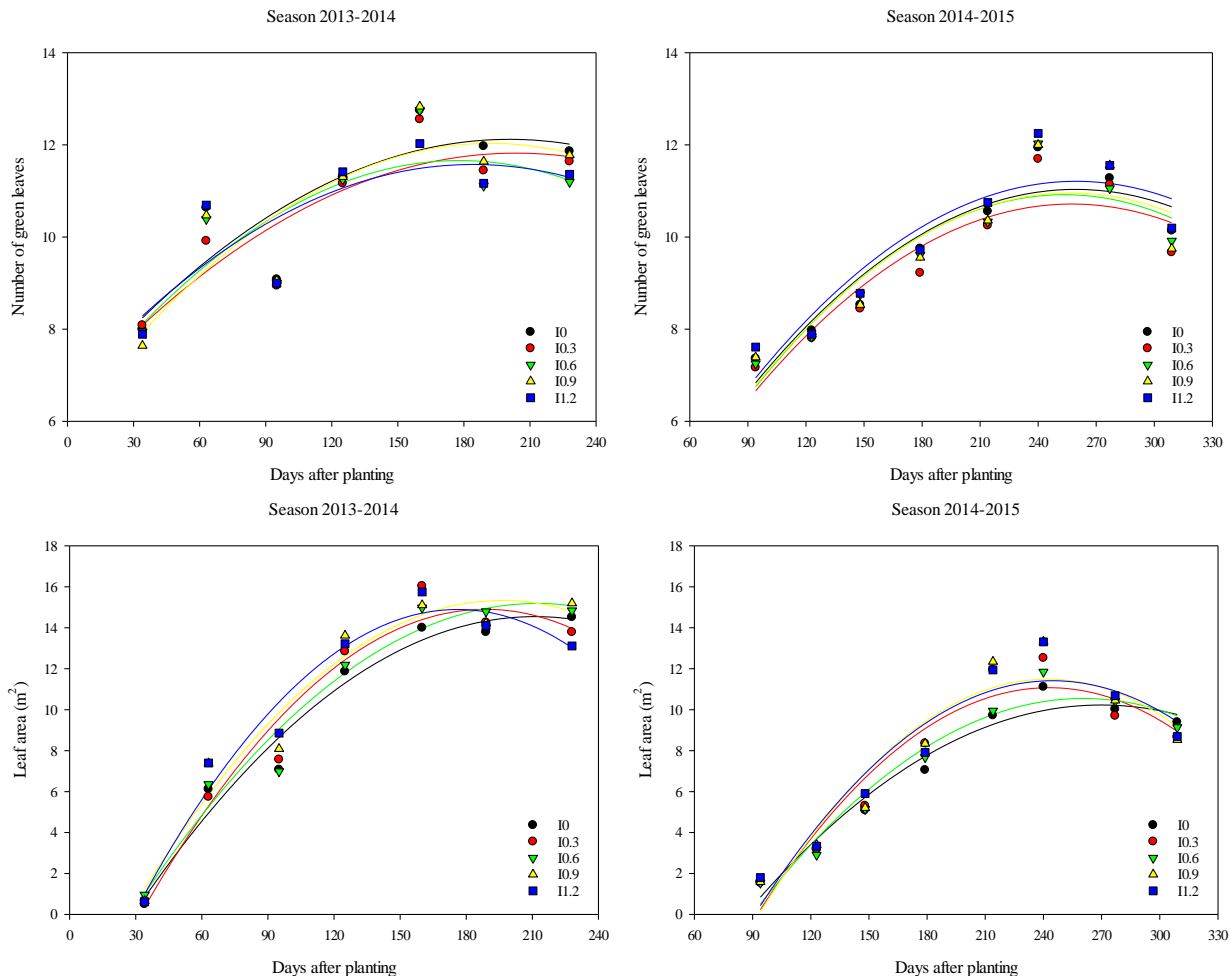 Season 2013-2014
Number of green leaves
14
12
10
8
6
0 30 60 90 120 150 180 210 240
Days after planting
I0
I0.3
I0.6
I0.9
I1.2
Season 2014-2015
Number of green leaves
14
12
10
8
6
60 90 120 150 180 210 240 270 300 330
Days after planting
I0
I0.3
I0.6
I0.9
I1.2
Season 2013-2014
Leaf area (m²)
18
16
14
12
10
8
6
4
2
0
30 60 90 120 150 180 210 240
Days after planting
I0
I0.3
I0.6
I0.9
I1.2
Season 2014-2015
Leaf area (m²)
18
16
14
12
10
8
6
4
2
0
60 90 120 150 180 210 240 270 300 330
Days after planting
I0
I0.3
I0.6
I0.9
I1.2